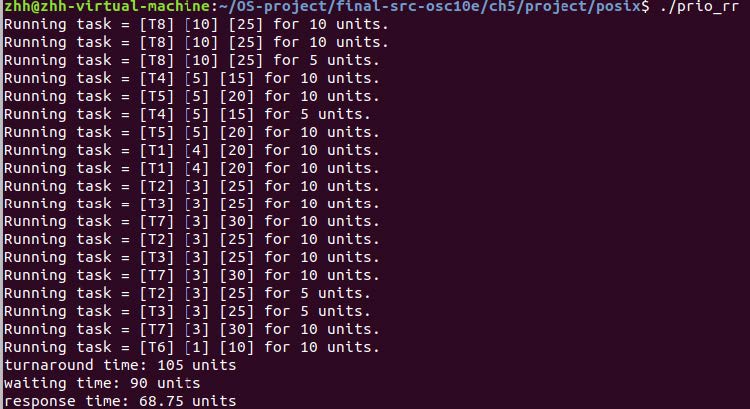 zhh@zhh-virtual-machine:~/OS-project/final-src-osc10e/ch5/project/posix$ ./prio_rr
Running task = [T8] [10] [25] for 10 units.
Running task = [T8] [10] [25] for 10 units.
Running task = [T8] [10] [25] for 5 units.
Running task = [T4] [5] [15] for 10 units.
Running task = [T5] [5] [20] for 10 units.
Running task = [T4] [5] [15] for 5 units.
Running task = [T5] [5] [20] for 10 units.
Running task = [T1] [4] [20] for 10 units.
Running task = [T1] [4] [20] for 10 units.
Running task = [T2] [3] [25] for 10 units.
Running task = [T3] [3] [25] for 10 units.
Running task = [T7] [3] [30] for 10 units.
Running task = [T2] [3] [25] for 10 units.
Running task = [T3] [3] [25] for 10 units.
Running task = [T7] [3] [30] for 10 units.
Running task = [T2] [3] [25] for 5 units.
Running task = [T3] [3] [25] for 5 units.
Running task = [T7] [3] [30] for 10 units.
Running task = [T6] [1] [10] for 10 units.
turnaround time: 105 units
waiting time: 90 units
response time: 68.75 units